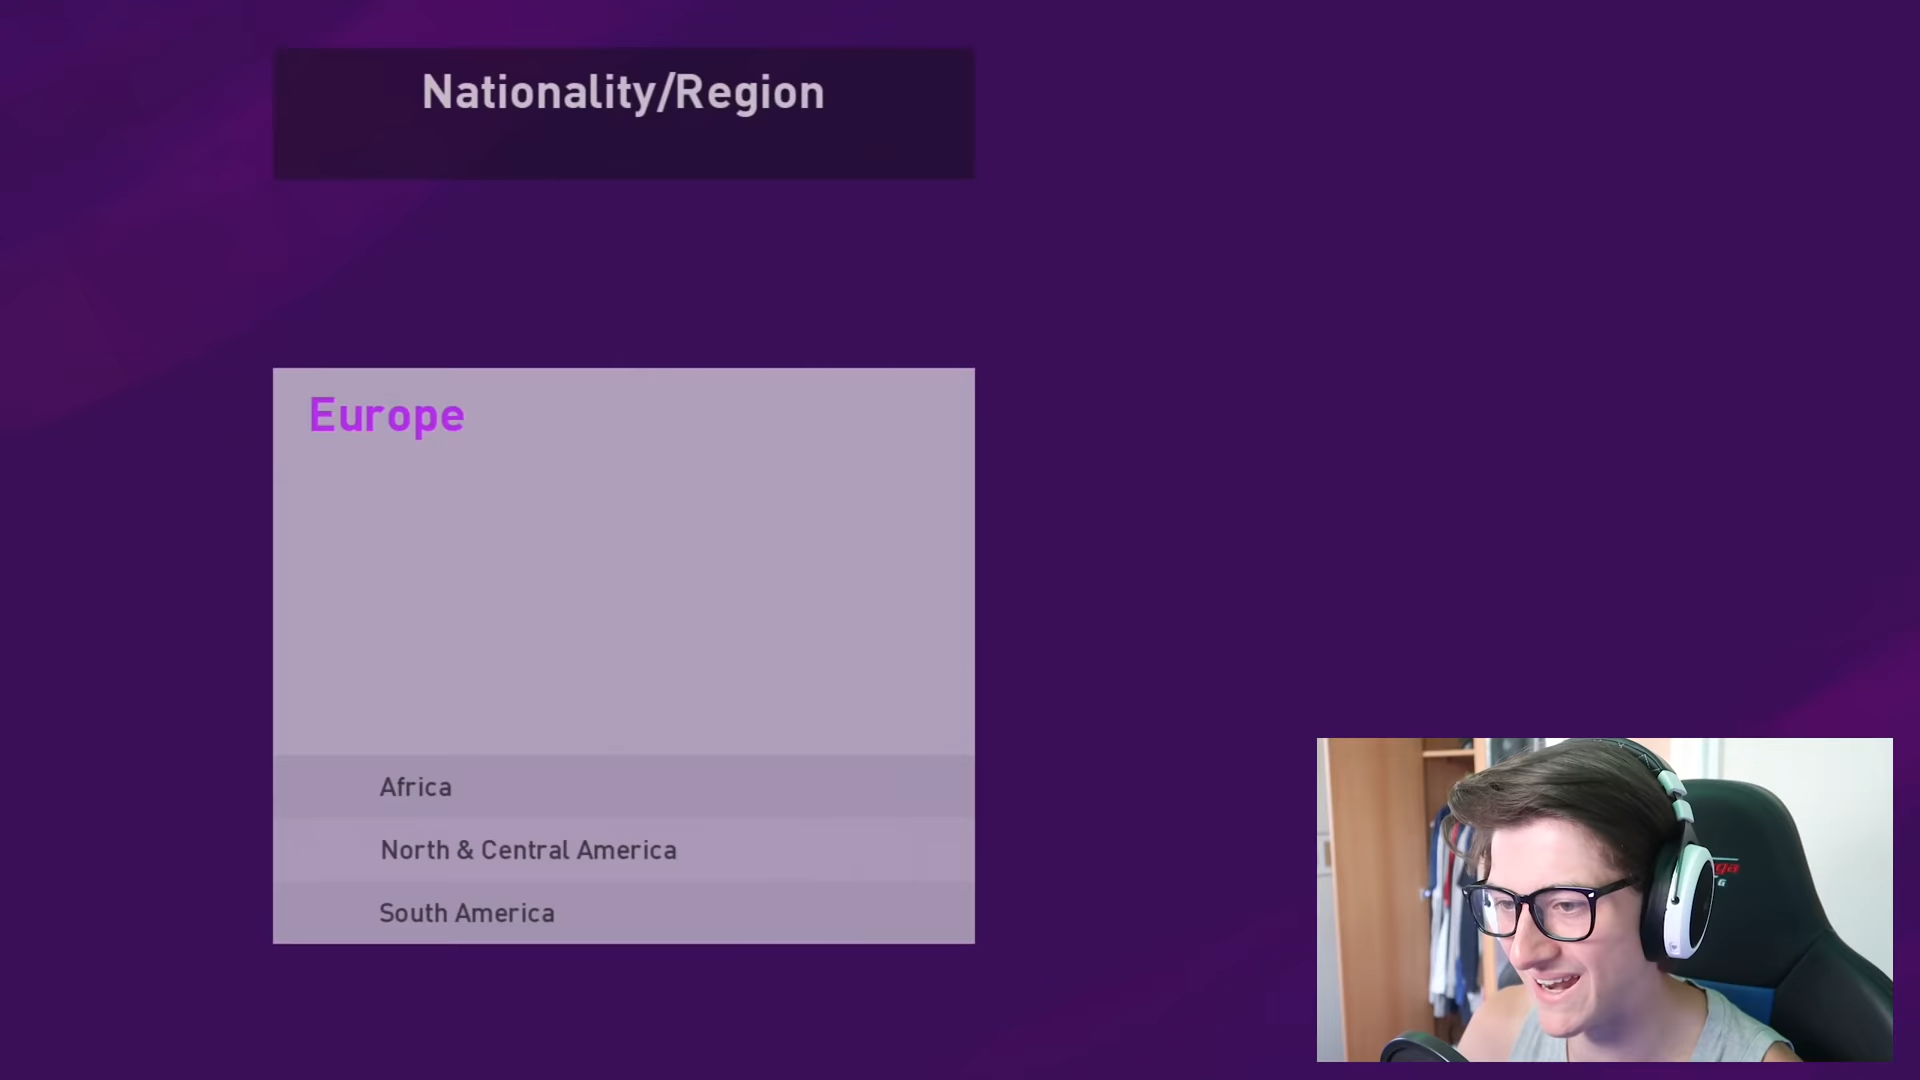 Nationality/Region
Europe
Africa
North & Central America
South America